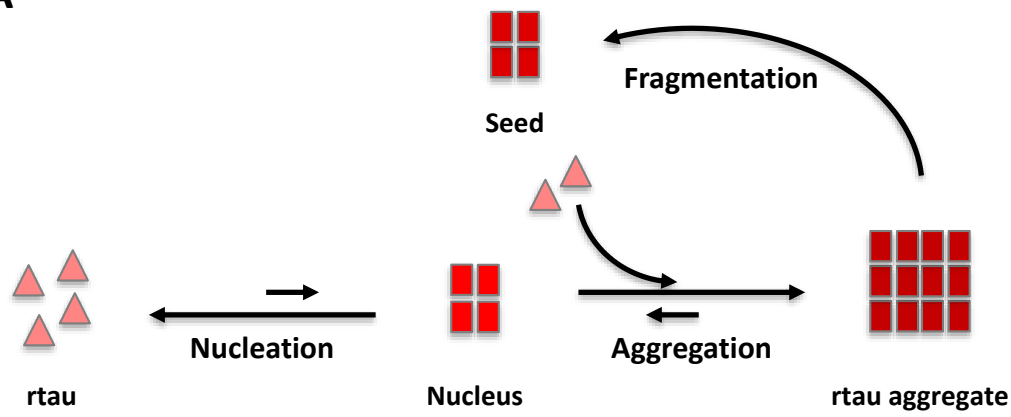 A
Fragmentation
Seed
Nucleation
Aggregation
rtau
Nucleus
rtau aggregate